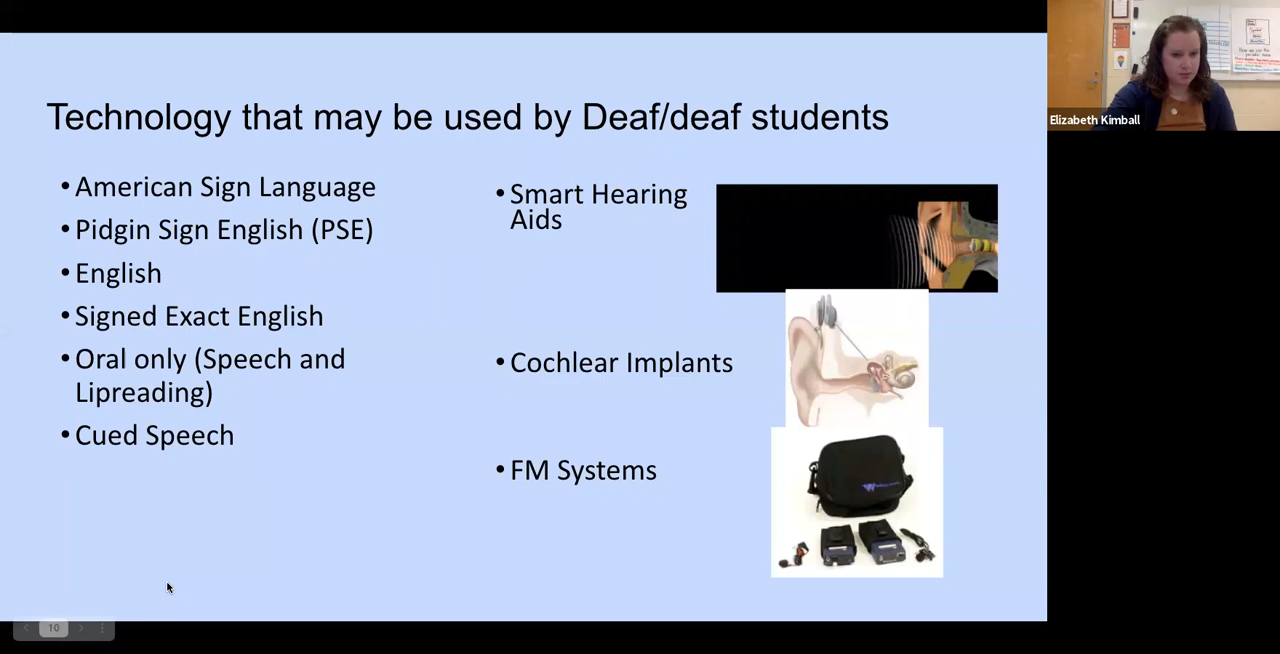 Technology that may be used by Deaf/deaf students
• American Sign Language
• Pidgin Sign English (PSE)
• English
• Signed Exact English
• Oral only (Speech and
Lipreading)
• Cued Speech
• Smart Hearing
Aids
• Cochlear Implants
• FM Systems
Elizabeth Kimball
10